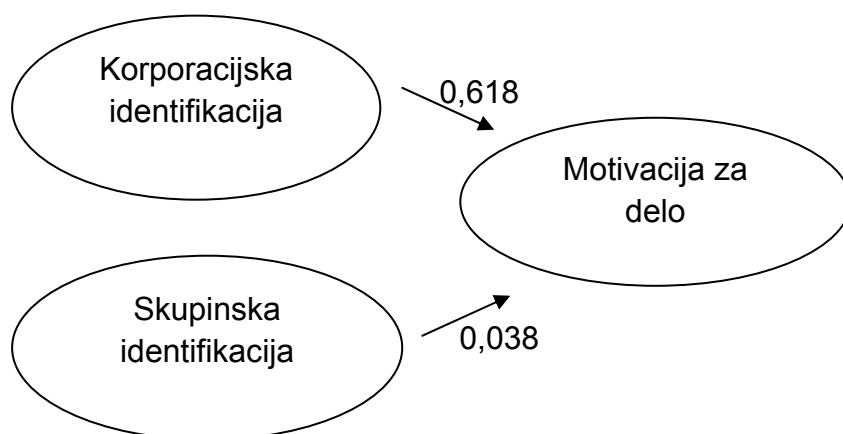 Korporacijska
identifikacija
0,618
Motivacija za
delo
Skupinska
identifikacija
0,038